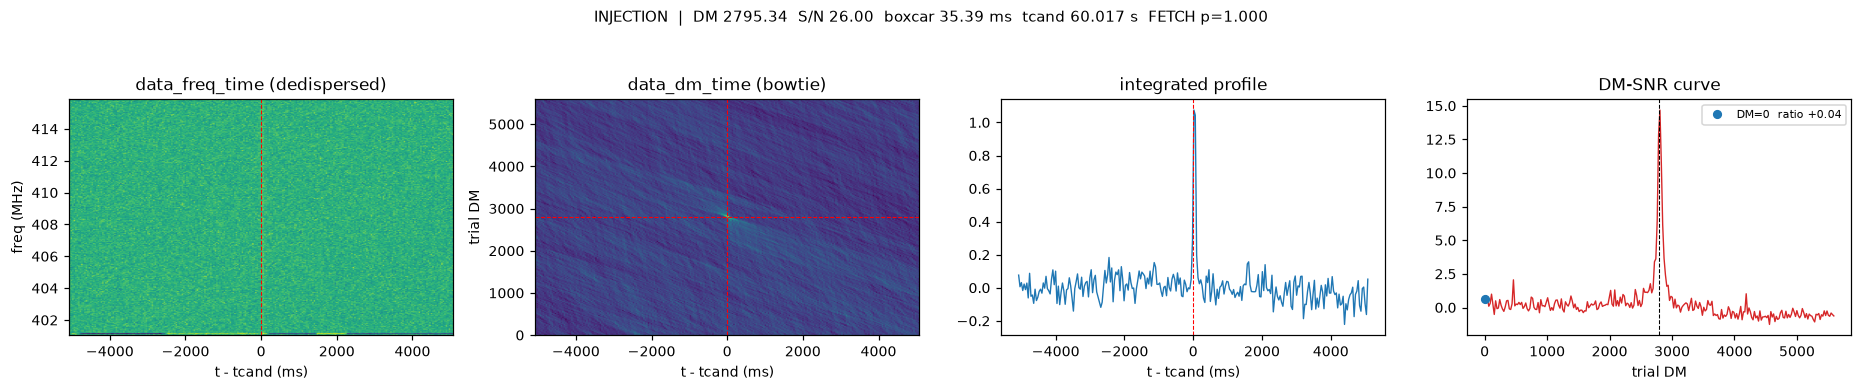 INJECTION | DM 2795.34 S/N 26.00 boxcar 35.39 ms tcand 60.017 s FETCH p=1.000
data_freq_time (dedispersed)
freq (MHz)
414
412
410
408
406
404
402
−4000 −2000 0 2000 4000
t - tcand (ms)
data_dm_time (bowtie)
trial DM
5000
4000
3000
2000
1000
0
−4000 −2000 0 2000 4000
t - tcand (ms)
integrated profile
1.0
0.8
0.6
0.4
0.2
0.0
−0.2
−4000 −2000 0 2000 4000
t - tcand (ms)
DM-SNR curve
DM=0 ratio +0.04
15.0
12.5
10.0
7.5
5.0
2.5
0.0
0 1000 2000 3000 4000 5000
trial DM